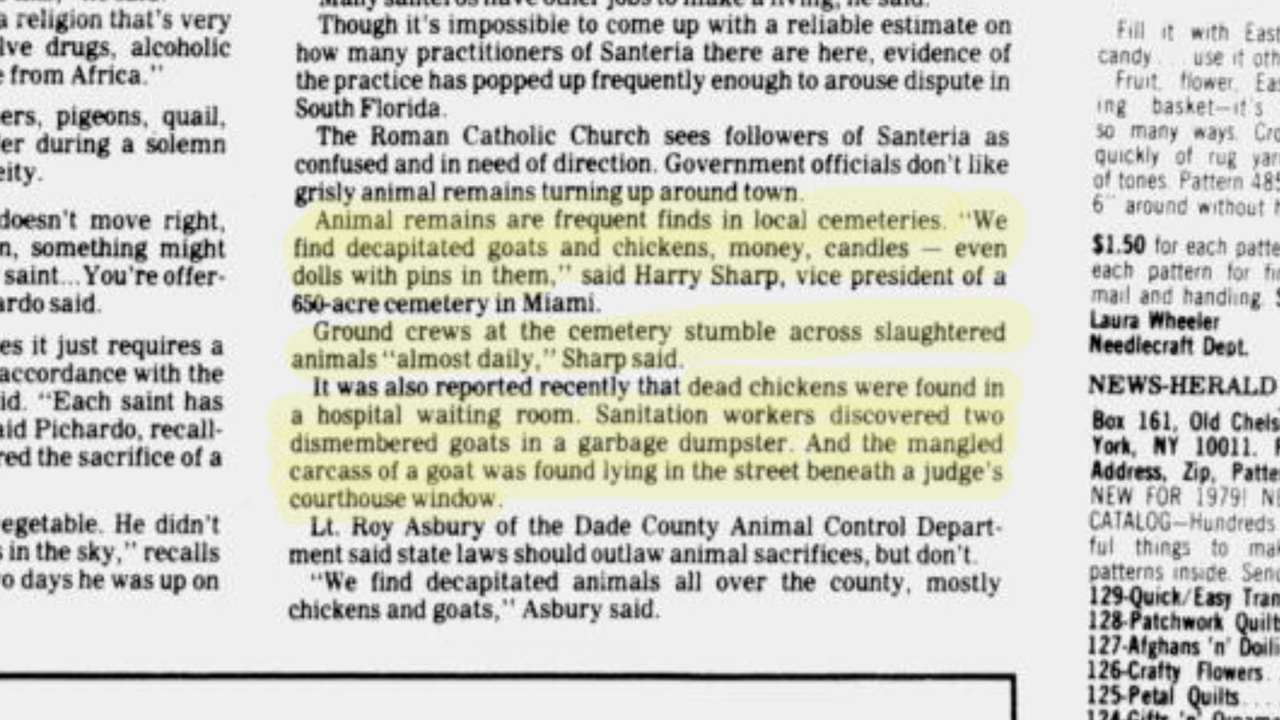 a religion that's very
lve drugs, alcoholic
e from Africa."
ers, pigeons, quail,
er during a solemn
eity.
doesn't move right,
n, something might
saint...You're offer-
ardo said.
es it just requires a
accordance with the
id. "Each saint has
aid Pichardo, recall-
red the sacrifice of a
egetable. He didn't
s in the sky," recalls
o days he was up on
Many santeros have other jobs to make a living, he said.
Though it's impossible to come up with a reliable estimate on
how many practitioners of Santeria there are here, evidence of
the practice has popped up frequently enough to arouse dispute in
South Florida.
The Roman Catholic Church sees followers of Santeria as
confused and in need of direction. Government officials don't like
grisly animal remains turning up around town.
Animal remains are frequent finds in local cemeteries. "We
find decapitated goats and chickens, money, candles — even
dolls with pins in them," said Harry Sharp, vice president of a
650-acre cemetery in Miami.
Ground crews at the cemetery stumble across slaughtered
animals "almost daily," Sharp said.
It was also reported recently that dead chickens were found in
a hospital waiting room. Sanitation workers discovered two
dismembered goats in a garbage dumpster. And the mangled
carcass of a goat was found lying in the street beneath a judge's
courthouse window.
Lt. Roy Asbury of the Dade County Animal Control Depart-
ment said state laws should outlaw animal sacrifices, but don't.
"We find decapitated animals all over the county, mostly
chickens and goats," Asbury said.
Fill it with East
candy . . . use it oth
Fruit, flower, Eas
ing basket—it's
so many ways. Cro
quickly of rug yar
of tones. Pattern 485
6" around without h
$1.50 for each patte
each pattern for fir
mail and handling. S
Laura Wheeler
Needlecraft Dept.
NEWS-HERALD
Box 161, Old Chels
York, NY 10011.
Address, Zip, Patte
NEW FOR 1979! N
CATALOG—Hundreds
ful things to mak
patterns inside. Send
129-Quick/Easy Tran
128-Patchwork Quilt
127-Afghans 'n' Doili
126-Crafty Flowers. .
125-Petal Quilts. . . .